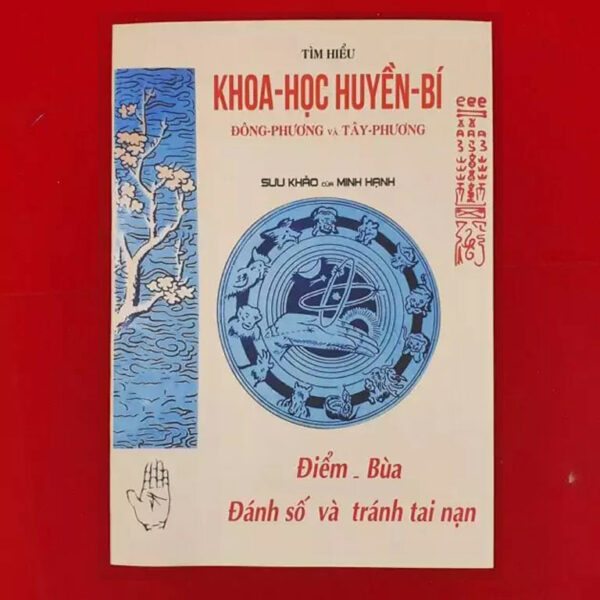 TÌM HIỂU
KHOA-HỌC HUYỀN-BÍ
ĐÔNG-PHƯƠNG VÀ TÂY-PHƯƠNG
SƯU KHẢO CỦA MINH HẠNH
Điểm - Bùa
Đánh số và tránh tai nạn